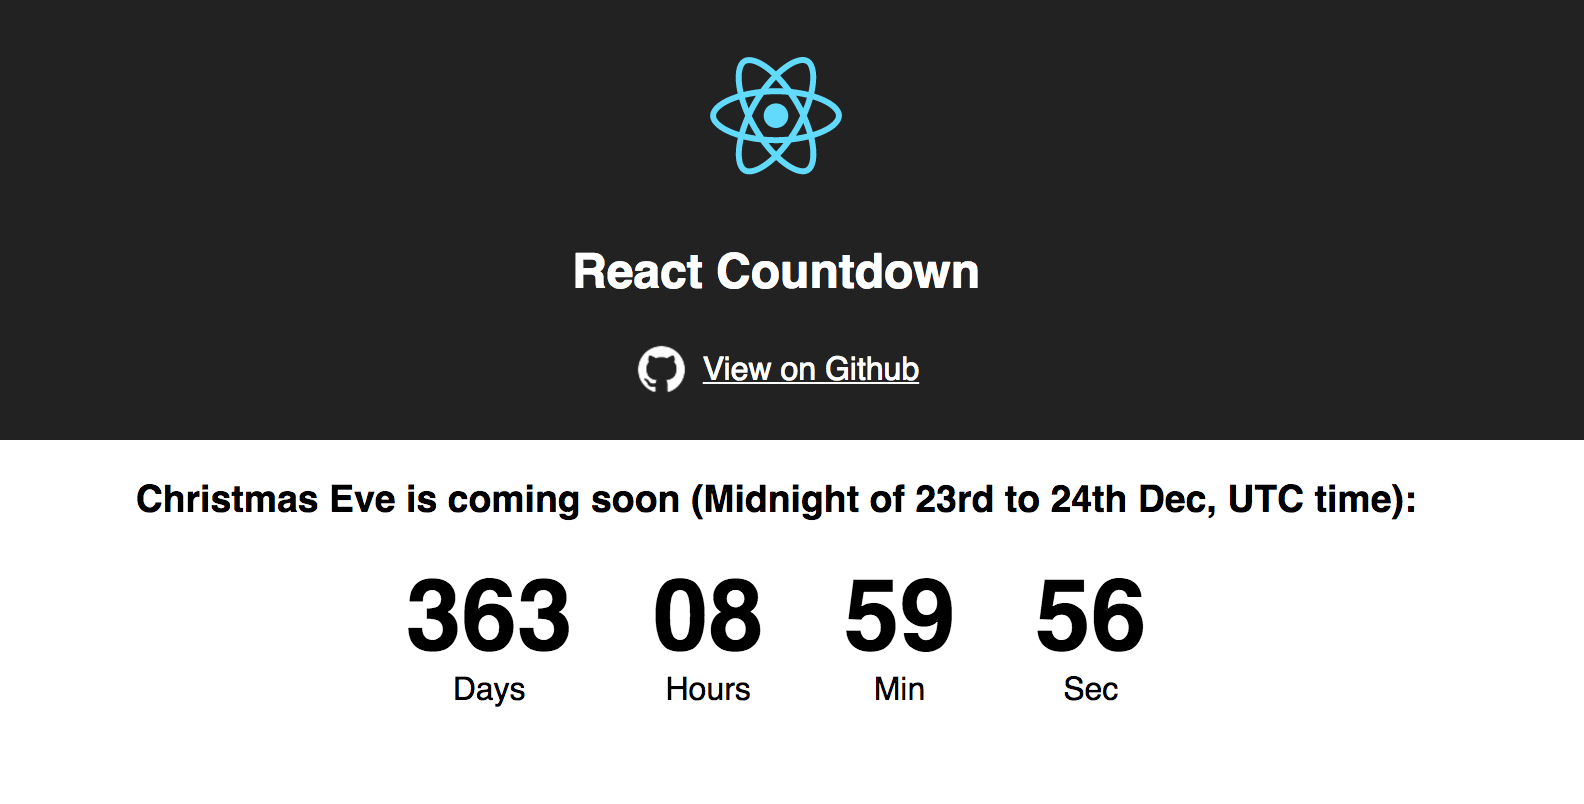 React Countdown
View on Github
Christmas Eve is coming soon (Midnight of 23rd to 24th Dec, UTC time):
363 08 59 56
Days Hours Min Sec